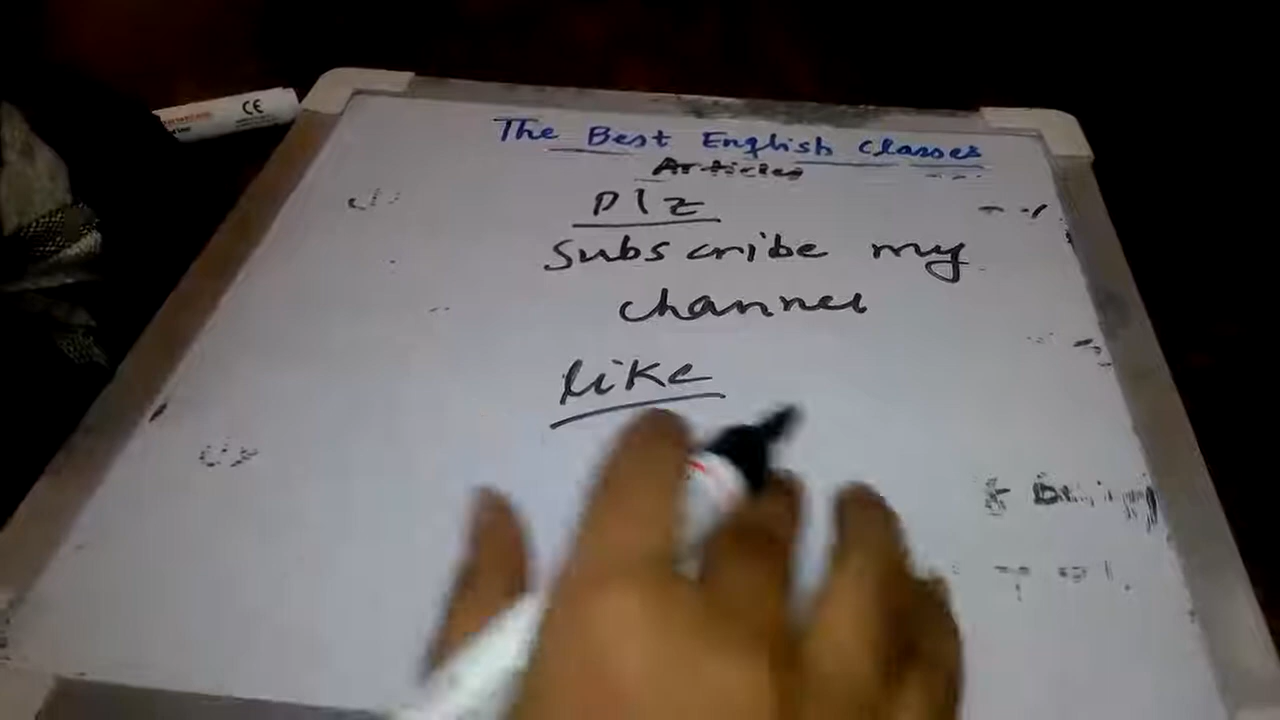 CE
The Best English Classes
Articles
Plz
Subscribe my
channel
like